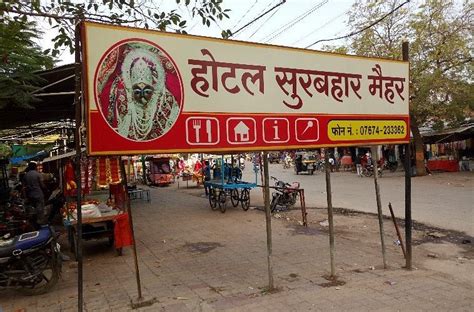 होटल सुरबहार मैहर
फोन नं. : 07674-233362